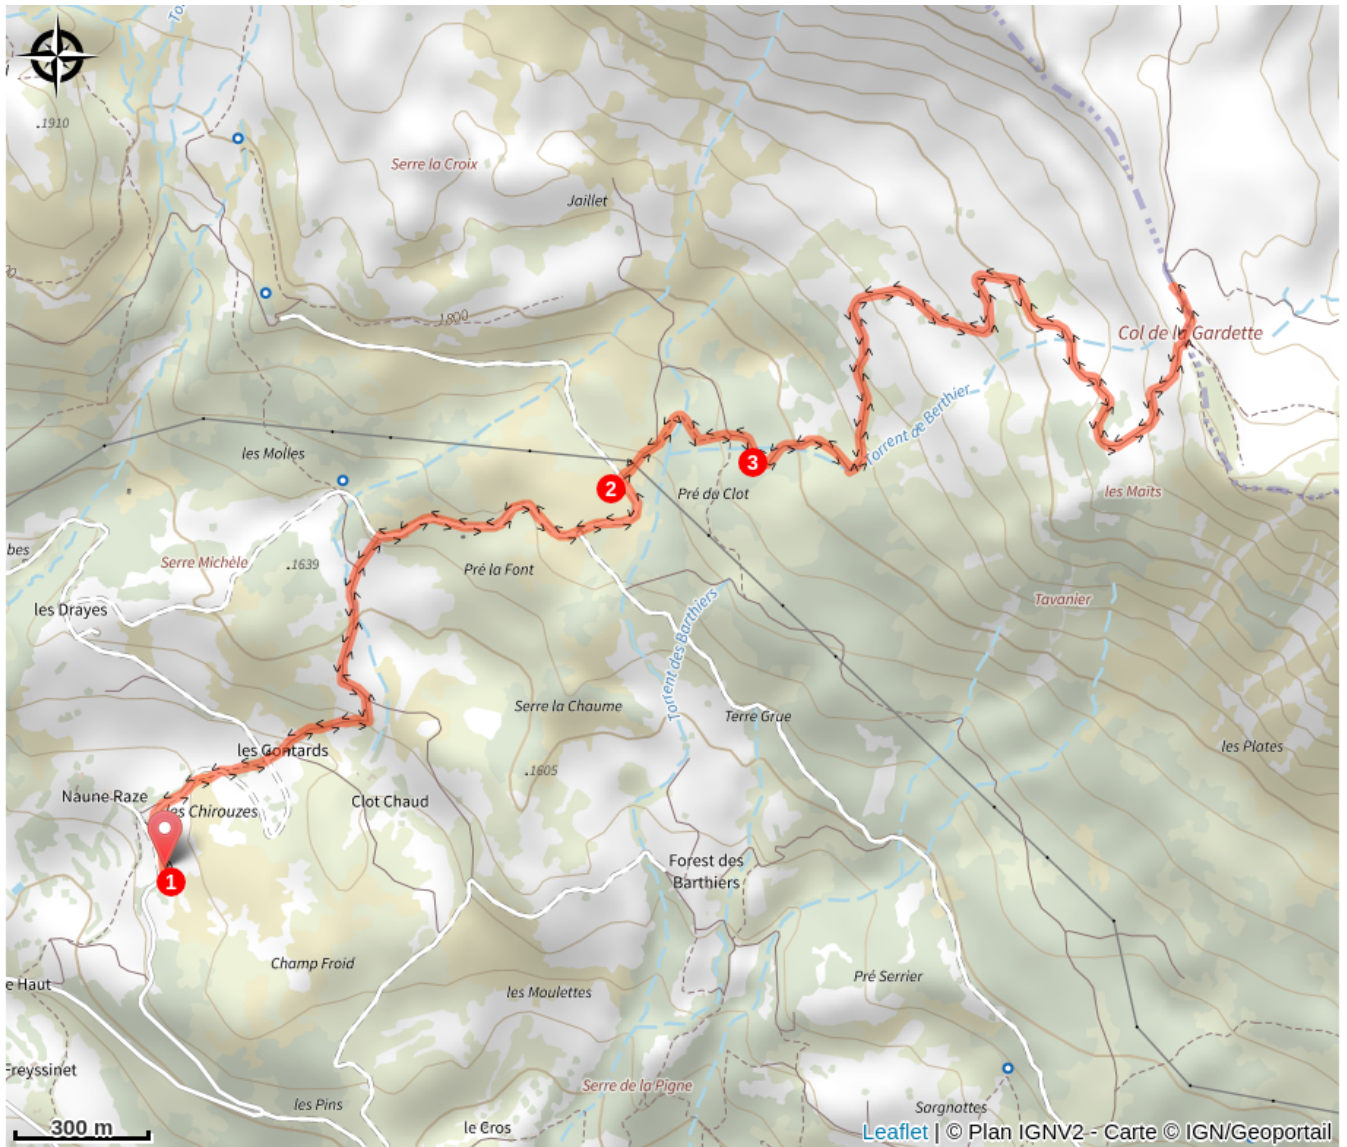 To
.1910
Serre la Croix
Jaillet
1800
Col de la Gardette
Torrent de Berthier
les Molles
3
2
Pré du Clot
les Maïts
bes
Serre Michèle
.1639
Pré la Font
les Drayes
Tavanier
Torrent des Barthiers
Serre la Chaume
Terre Grue
les Gontards
les Plates
.1605
Naune Raze
les Chirouzes
Clot Chaud
1
Forest des
Barthiers
Champ Froid
Pré Serrier
e Haut
les Moulettes
Freyssinet
Serre de la Pigne
les Pins
Sagnattes
300 m
le Cros
Leaflet | © Plan IGNV2 - Carte © IGN/Geoportail